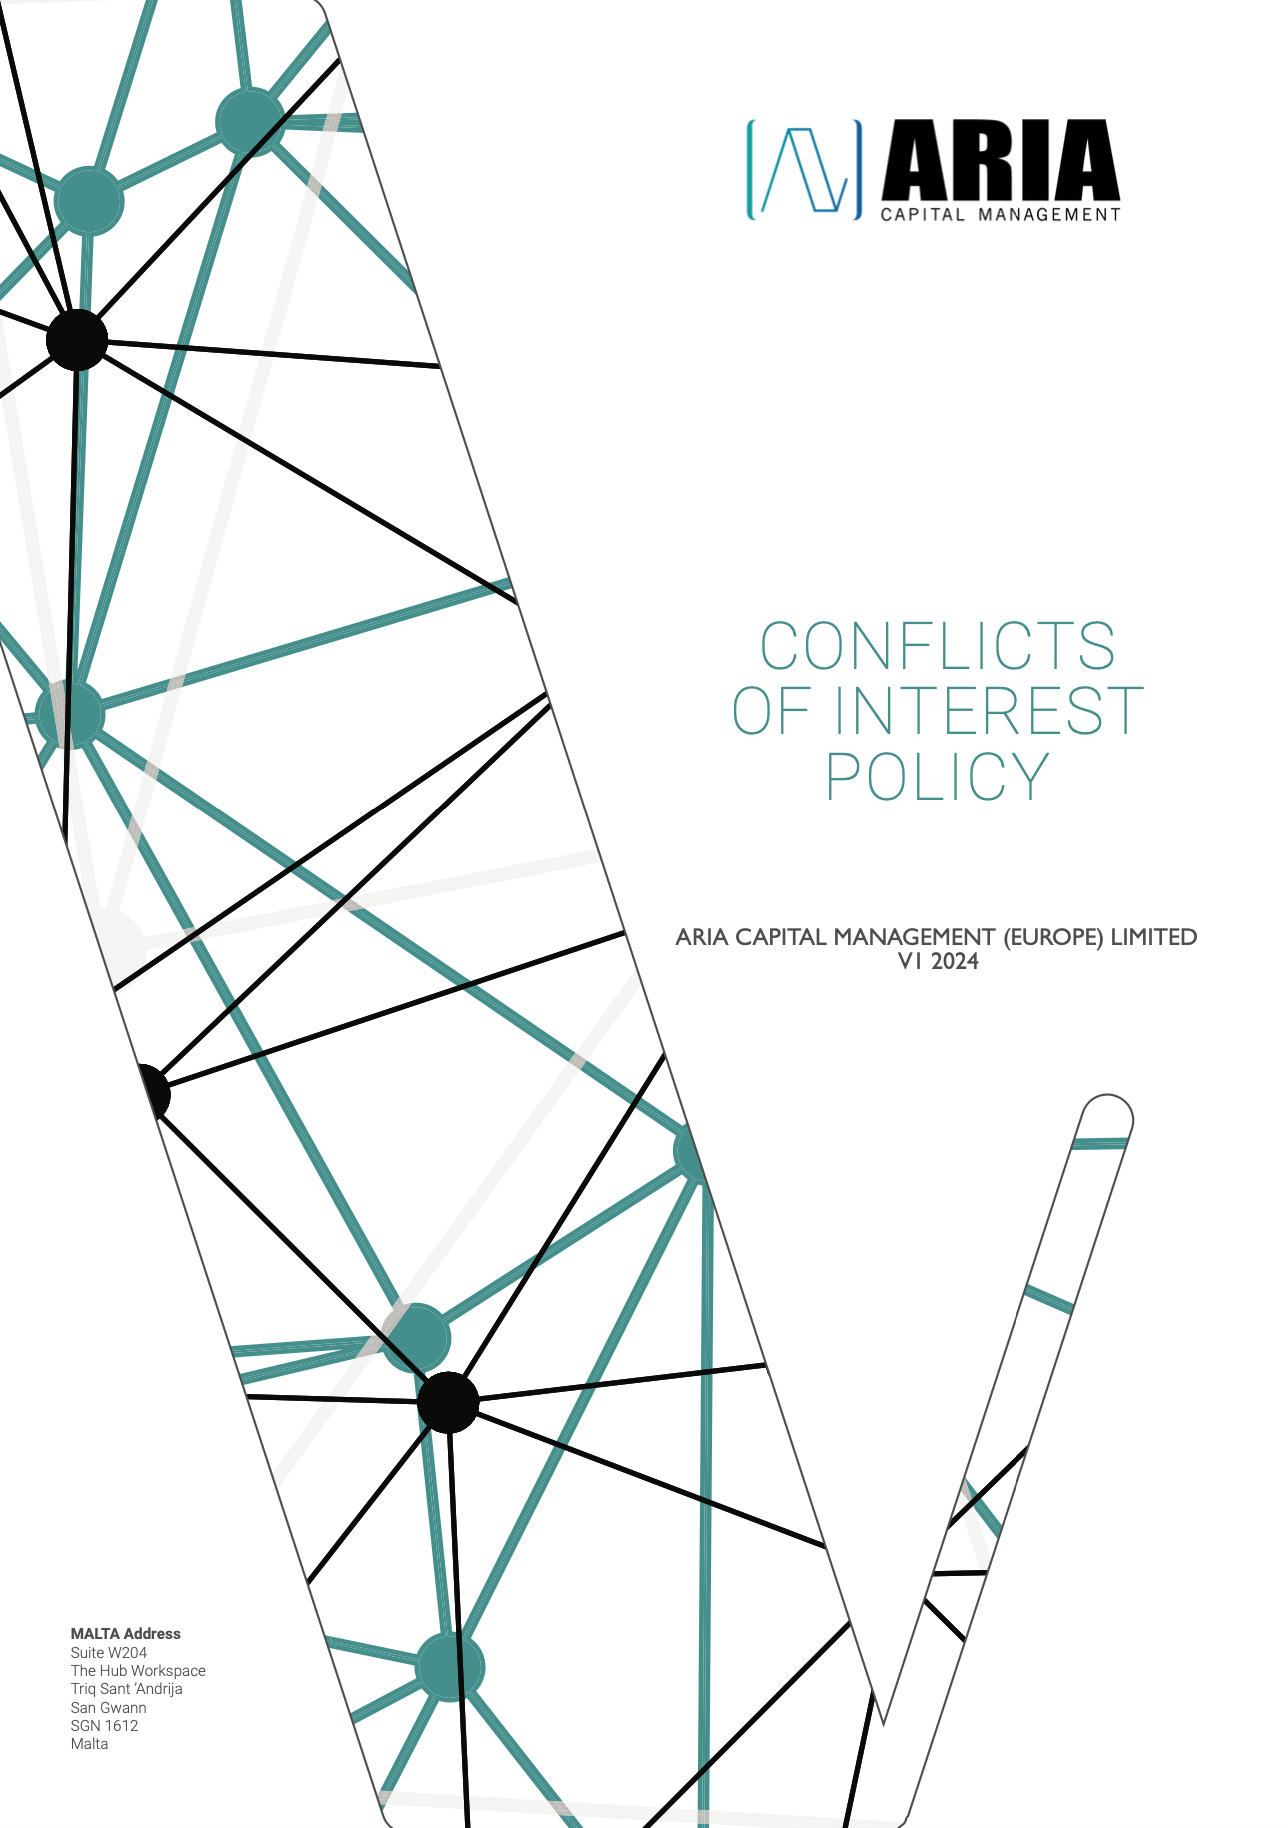 ARIA
CAPITAL MANAGEMENT
CONFLICTS
OF INTEREST
POLICY
ARIA CAPITAL MANAGEMENT (EUROPE) LIMITED
V1 2024
MALTA Address
Suite W204
The Hub Workspace
Triq Sant ‘Andrija
San Gwann
SGN 1612
Malta